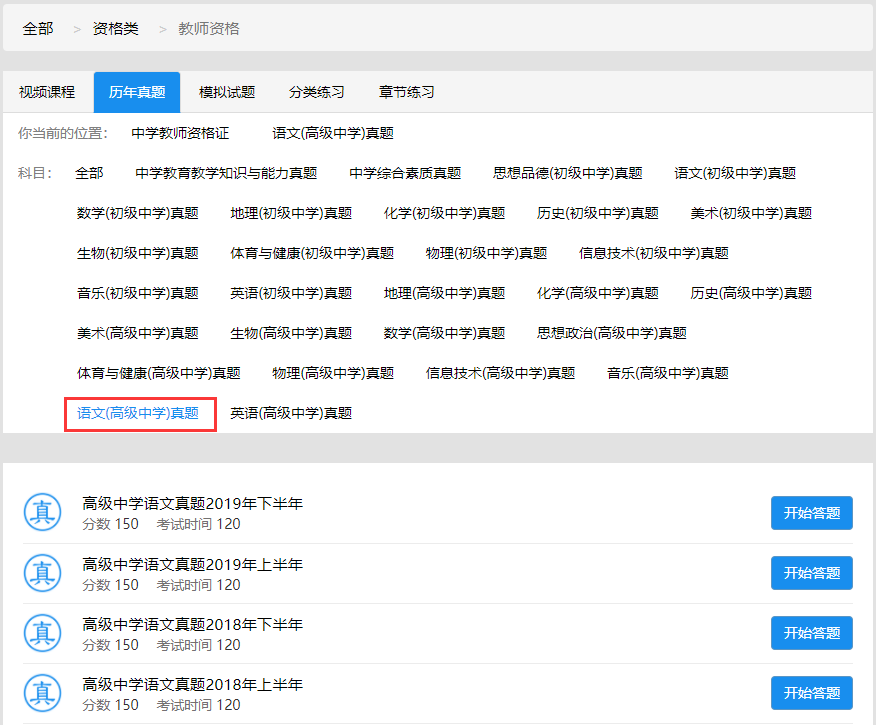 全部 > 资格类 > 教师资格
视频课程 历年真题 模拟试题 分类练习 章节练习
你当前的位置: 中学教师资格证 语文(高级中学)真题
科目: 全部 中学教育教学知识与能力真题 中学综合素质真题 思想品德(初级中学)真题 语文(初级中学)真题
数学(初级中学)真题 地理(初级中学)真题 化学(初级中学)真题 历史(初级中学)真题 美术(初级中学)真题
生物(初级中学)真题 体育与健康(初级中学)真题 物理(初级中学)真题 信息技术(初级中学)真题
音乐(初级中学)真题 英语(初级中学)真题 地理(高级中学)真题 化学(高级中学)真题 历史(高级中学)真题
美术(高级中学)真题 生物(高级中学)真题 数学(高级中学)真题 思想政治(高级中学)真题
体育与健康(高级中学)真题 物理(高级中学)真题 信息技术(高级中学)真题 音乐(高级中学)真题
语文(高级中学)真题 英语(高级中学)真题
真 高级中学语文真题2019年下半年 开始答题
分数 150 考试时间 120
真 高级中学语文真题2019年上半年 开始答题
分数 150 考试时间 120
真 高级中学语文真题2018年下半年 开始答题
分数 150 考试时间 120
真 高级中学语文真题2018年上半年 开始答题
分数 150 考试时间 120